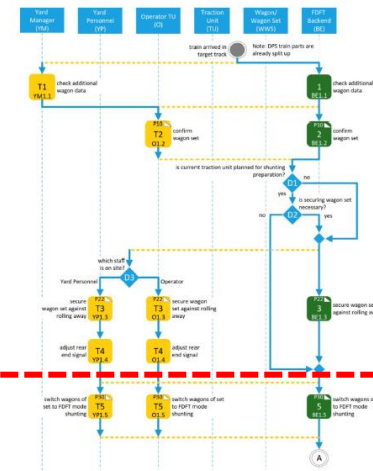 Yard
Manager
(YM)
Yard
Personnel
(YP)
Operator TU
(O)
Traction
Unit
(TU)
Wagon/
Wagon Set
(WWS)
FDFT
Backend
(BE)
train arrived in
target track
Note: DPS train parts are
already split up
T1
YM1.1
check additional
wagon data
1
BE1.1
check additional
wagon data
P10
T2
O1.2
confirm
wagon set
P10
2
BE1.2
confirm
wagon set
is current traction unit planned for shunting
preparation?
D1
no
yes
is securing wagon set
necessary?
no
D2
yes
which staff
is on site?
D3
Yard Personnel
Operator
secure
wagon set against
rolling away
P22
T3
YP1.3
P22
T3
O1.3
secure wagon
set against rolling
away
P22
3
BE1.3
secure wagon se
against rolling w
adjust rear
end signal
T4
YP1.4
T4
O1.4
adjust rear
end signal
switch wagons of
set to FDFT mode
shunting
P30
T5
YP1.5
P30
T5
O1.5
switch wagons of set
to FDFT mode
shunting
P30
5
BE1.5
switch wagons o
to FDFT mode
shunting
A